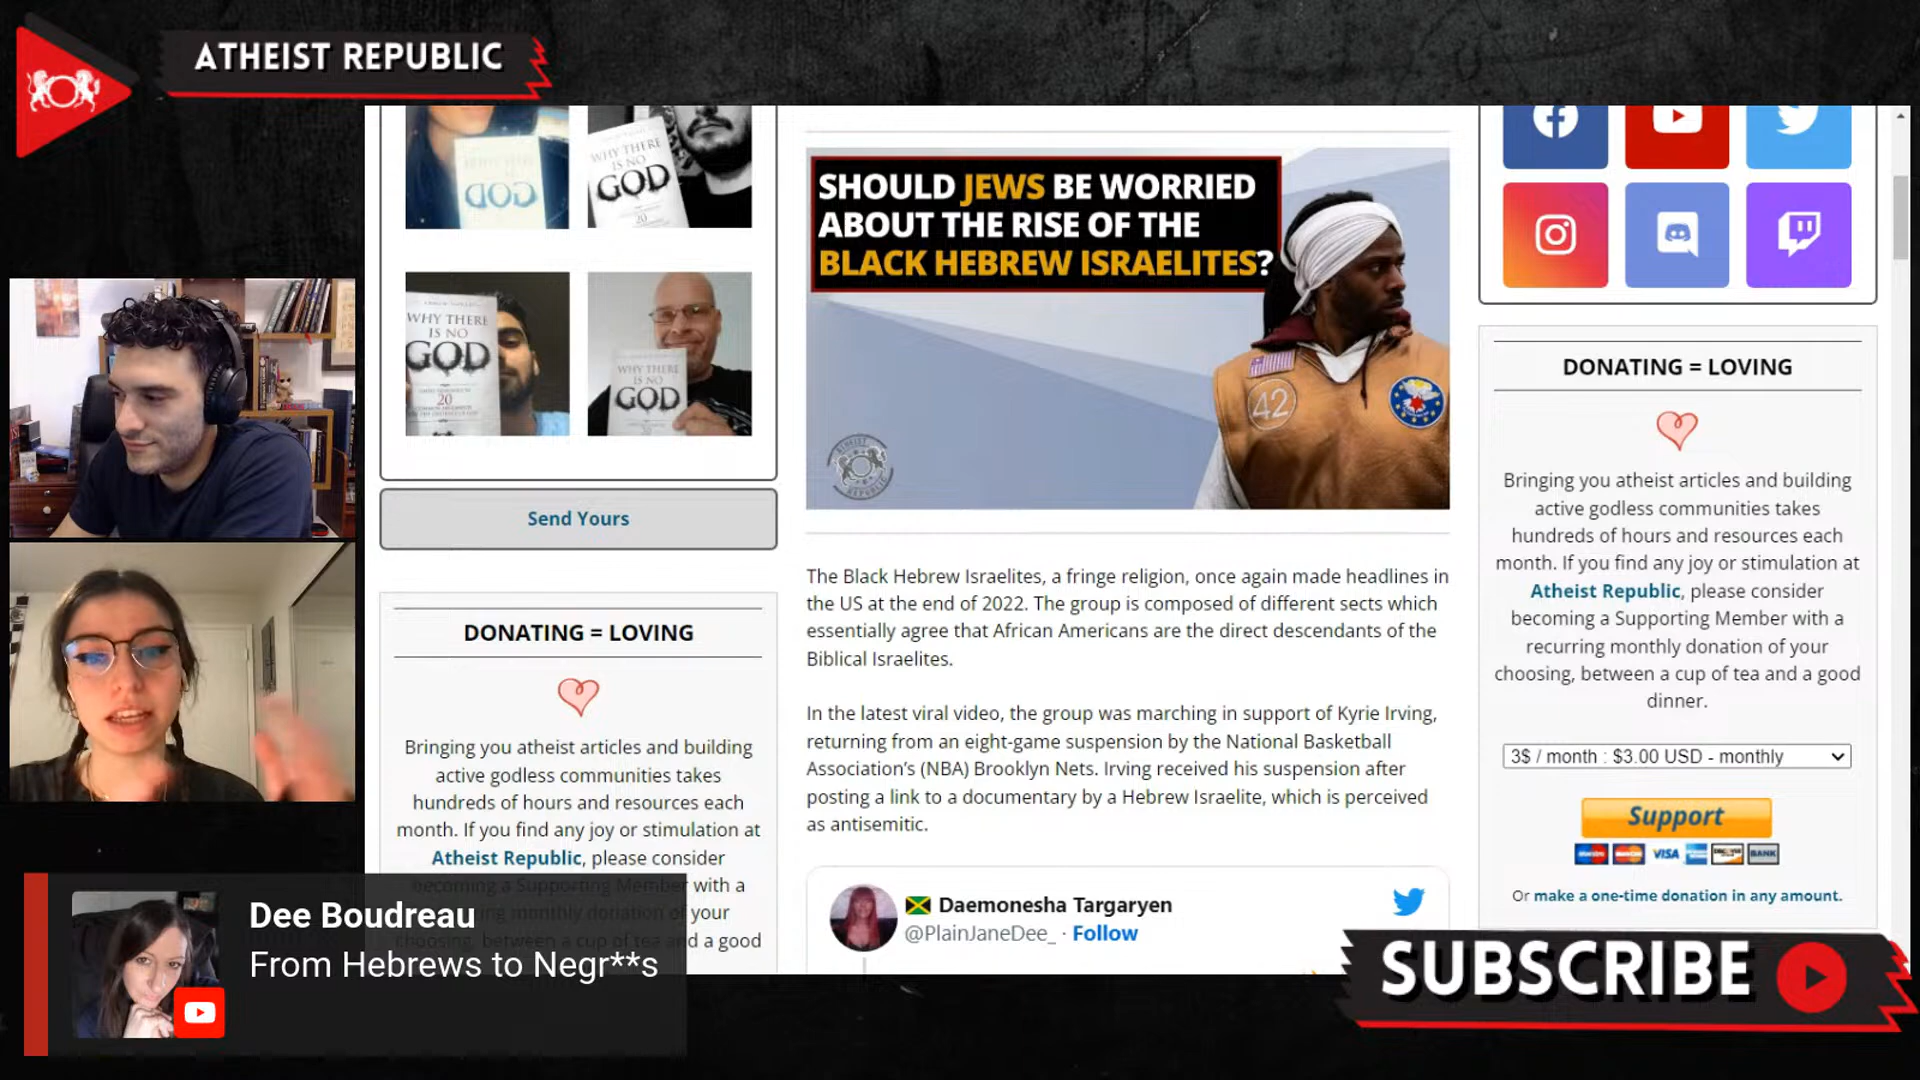 ATHEIST REPUBLIC
WHY THERE
IS NO
GOD
20
WHY THERE
IS NO
GOD
20
WHY THERE
IS NO
GOD
Send Yours
DONATING = LOVING
Bringing you atheist articles and building
active godless communities takes
hundreds of hours and resources each
month. If you find any joy or stimulation at
Atheist Republic, please consider
becoming a Supporting Member with a
recurring monthly donation of your
choosing, between a cup of tea and a good
SHOULD JEWS BE WORRIED
ABOUT THE RISE OF THE
BLACK HEBREW ISRAELITES?
42
ATHEIST
REPUBLIC
The Black Hebrew Israelites, a fringe religion, once again made headlines in
the US at the end of 2022. The group is composed of different sects which
essentially agree that African Americans are the direct descendants of the
Biblical Israelites.
In the latest viral video, the group was marching in support of Kyrie Irving,
returning from an eight-game suspension by the National Basketball
Association's (NBA) Brooklyn Nets. Irving received his suspension after
posting a link to a documentary by a Hebrew Israelite, which is perceived
as antisemitic.
Daemonesha Targaryen
@PlainJaneDee_ · Follow
DONATING = LOVING
Bringing you atheist articles and building
active godless communities takes
hundreds of hours and resources each
month. If you find any joy or stimulation at
Atheist Republic, please consider
becoming a Supporting Member with a
recurring monthly donation of your
choosing, between a cup of tea and a good
dinner.
3$ / month : $3.00 USD - monthly
Support
VISA
BANK
Or make a one-time donation in any amount.
Dee Boudreau
From Hebrews to Negr**s
SUBSCRIBE